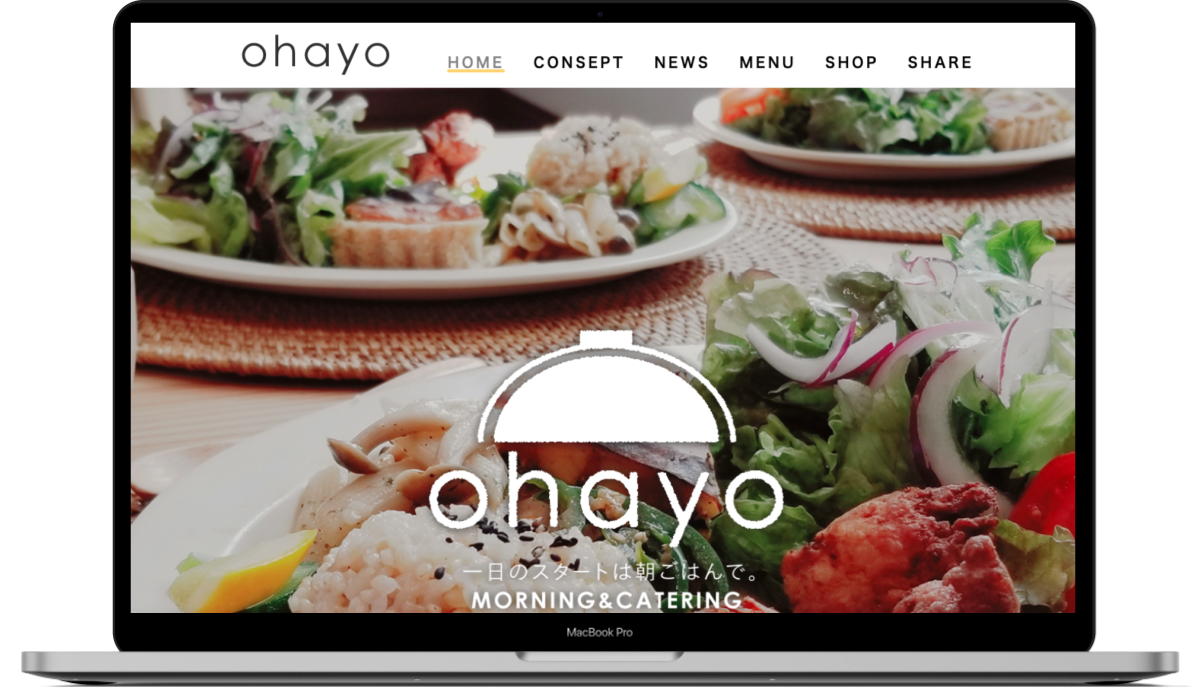 ohayo
HOME CONSEPT NEWS MENU SHOP SHARE
ohayo
一日のスタートは朝ごはんで。
MORNING&CATERING
MacBook Pro